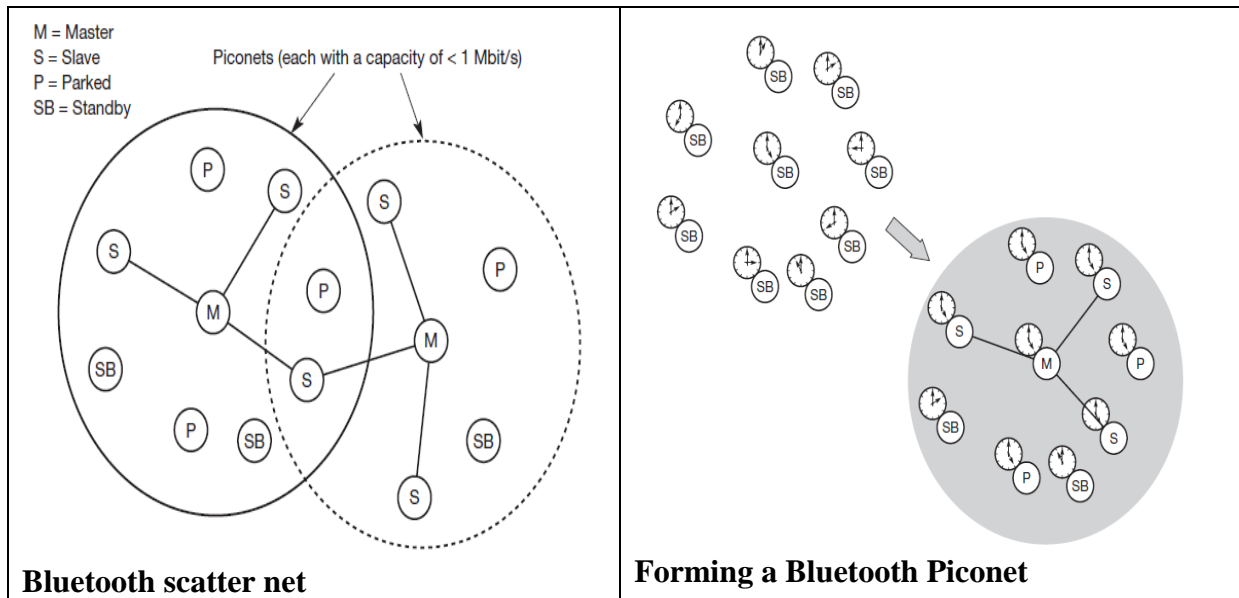 M = Master
S = Slave
P = Parked
SB = Standby
Piconets (each with a capacity of < 1 Mbit/s)
P
S
S
S
P
P
M
M
SB
S
P
SB
SB
S
Bluetooth scatter net
SB
SB
SB
SB
SB
SB
SB
SB
SB
P
S
S
M
P
SB
S
P
SB
Forming a Bluetooth Piconet